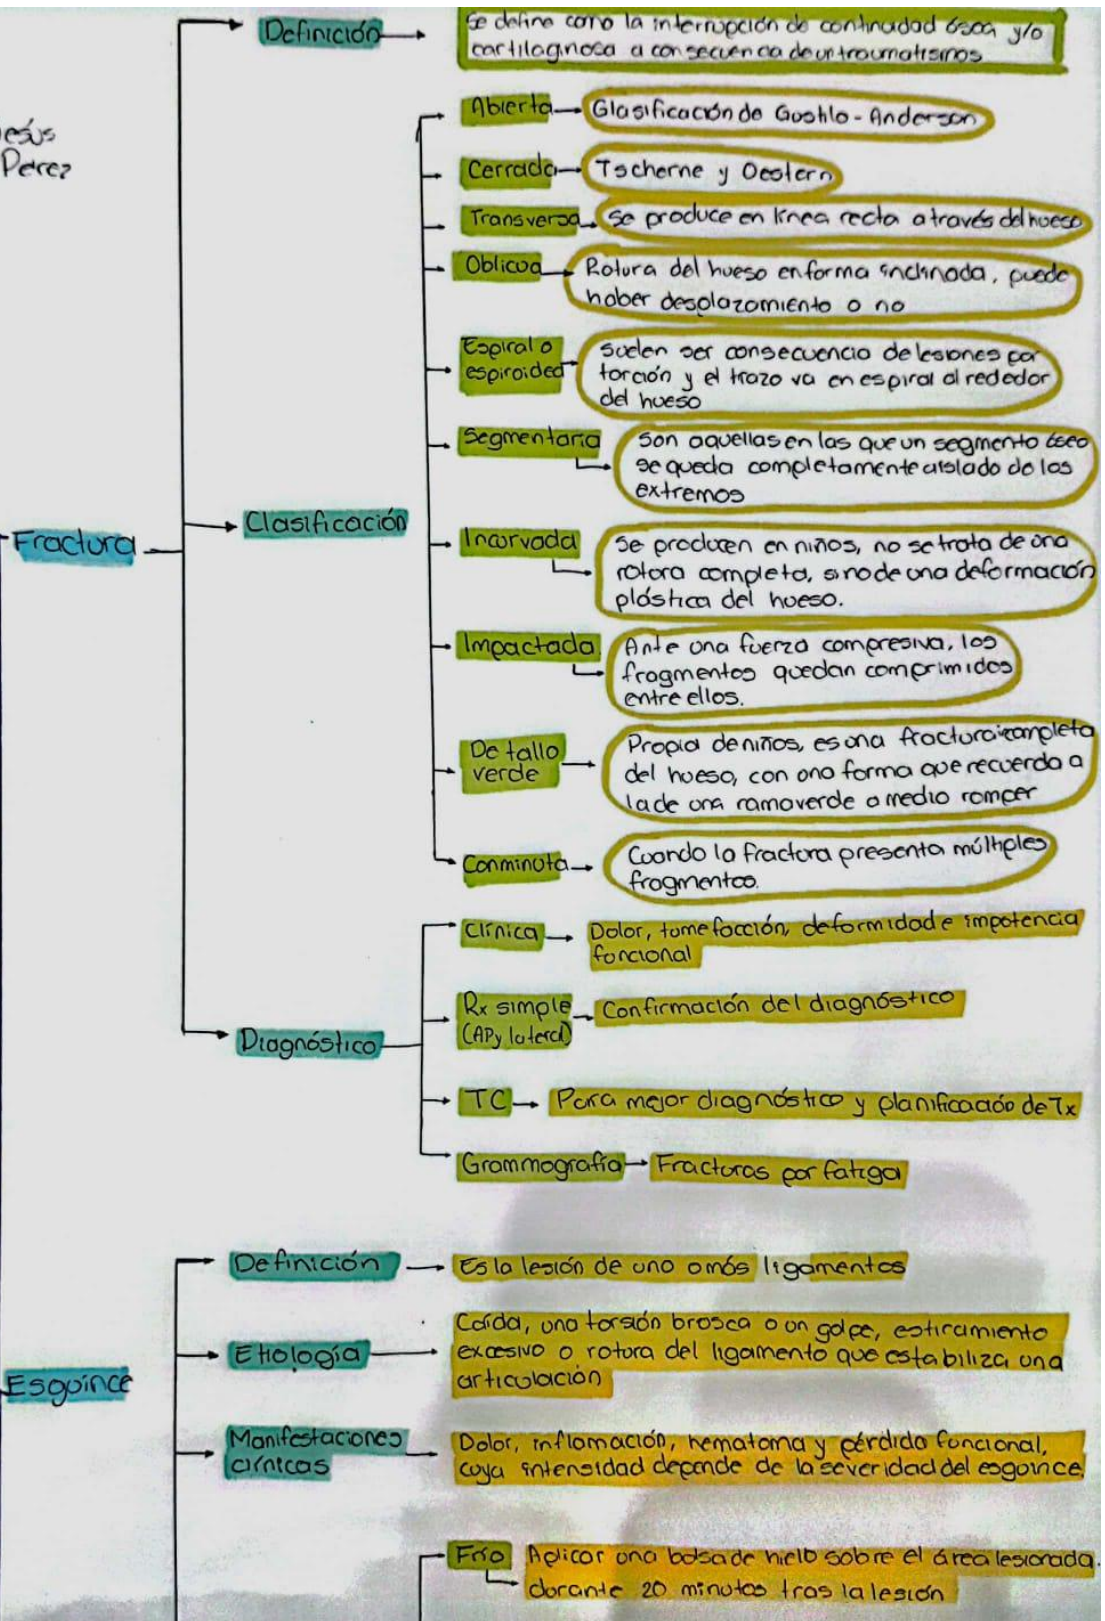 Definición
Se define como la interrupción de continuidad ósea y/o
cartilaginosa a consecuencia de un traumatismos
esús
Perez
Abierta
Glasificación de Gustilo-Anderson
Cerrada
Tscherne y Oestern
Transversa
Se produce en línea recta a través del hueso
Oblicua
Rotura del hueso en forma inclinada, puede
haber desplazamiento o no
Espiral o
espiroidea
Suelen ser consecuencia de lesiones por
torción y el trazo va en espiral al rededor
del hueso
Segmentaria
Son aquellas en las que un segmento óseo
se queda completamente aislado de los
extremos
Fractura
Clasificación
Incurvada
Se producen en niños, no se trata de una
rotura completa, sino de una deformación
plástica del hueso.
Impactada
Ante una fuerza compresiva, los
fragmentos quedan comprimidos
entre ellos.
De tallo
verde
Propia de niños, es una fractura incompleta
del hueso, con una forma que recuerda a
la de una rama verde a medio romper
Conminuta
Cuando la fractura presenta múltiples
fragmentos.
Clínica
Dolor, tumefacción, deformidad e impotencia
funcional
Rx simple
(AP y lateral)
Confirmación del diagnóstico
Diagnóstico
TC
Para mejor diagnóstico y planificación de Tx
Grammografía
Fracturas por fatiga
Definición
Es la lesión de uno o más ligamentos
Etiología
Caída, una torsión brusca o un golpe, estiramiento
excesivo o rotura del ligamento que estabiliza una
articulación
Esguince
Manifestaciones
clínicas
Dolor, inflamación, hematoma y pérdida funcional,
cuya intensidad depende de la severidad del esguince.
Frío
Aplicar una bolsa de hielo sobre el área lesionada.
durante 20 minutos tras la lesión